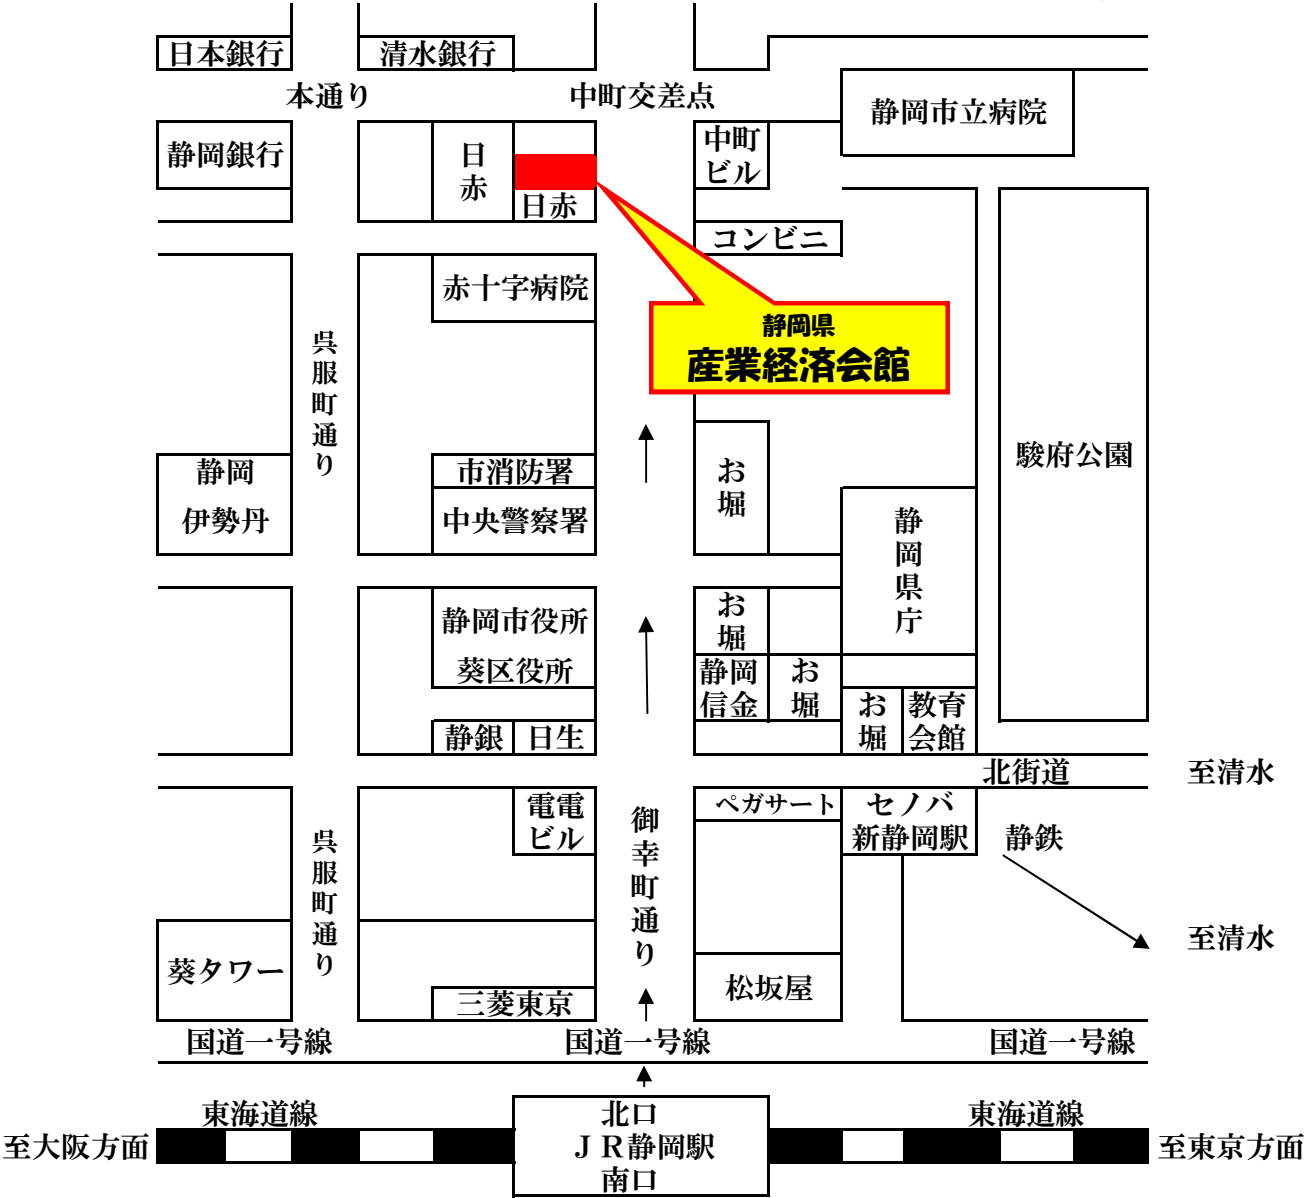 日本銀行
清水銀行
本通り
中町交差点
静岡市立病院
静岡銀行
日赤
日赤
中町
ビル
コンビニ
赤十字病院
静岡県
産業経済会館
呉服町通り
駿府公園
静岡
伊勢丹
市消防署
中央警察署
お堀
静岡県庁
静岡市役所
葵区役所
お堀
静岡
信金
お堀
お堀
教育
会館
静銀
日生
北街道
至清水
電電
ビル
ペガサート
セノバ
新静岡駅
静鉄
呉服町通り
御幸町通り
至清水
葵タワー
三菱東京
松坂屋
国道一号線
国道一号線
国道一号線
東海道線
東海道線
北口
ＪＲ静岡駅
南口
至大阪方面
至東京方面